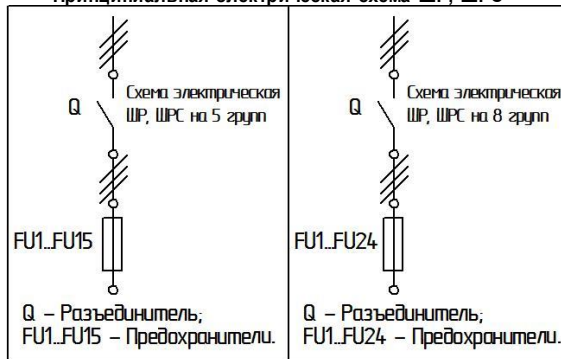 Принципиальная электрическая схема ШР, ШРС
Схема электрическая
ШР, ШРС на 5 групп
Q
FU1...FU15
Q – Разъединитель;
FU1...FU15 – Предохранители.
Схема электрическая
ШР, ШРС на 8 групп
Q
FU1...FU24
Q – Разъединитель;
FU1...FU24 – Предохранители.